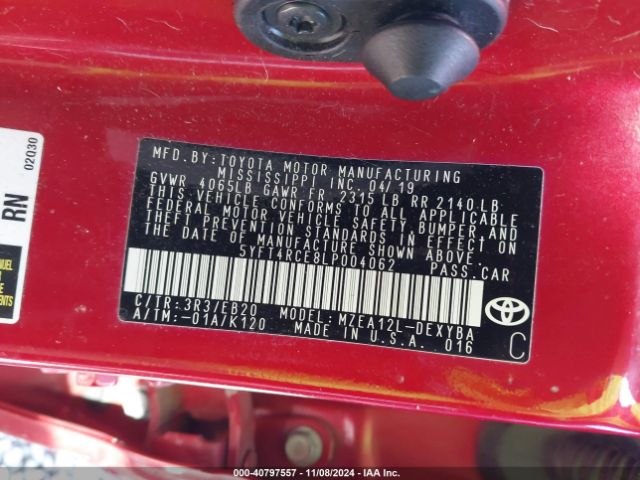 02030
RN
MFD. BY: TOYOTA MOTOR MANUFACTURING
MISSISSIPPI, INC. 04/19
GVWR 4065LB GAWR FR. 2315 LB RR 2140 LB
THIS VEHICLE CONFORMS TO ALL APPLICABLE
FEDERAL MOTOR VEHICLE SAFETY, BUMPER, AND
THEFT PREVENTION STANDARDS IN EFFECT ON
THE DATE OF MANUFACTURE SHOWN ABOVE.
5YFT4RCE8LP004062 PASS.CAR
C/TR: 3R3/EB20 MODEL: MZEA12L-DEXYBA
A/TM: -01A/K120 MADE IN U.S.A. 016
C
000-40797557 - 11/08/2024 - IAA Inc.